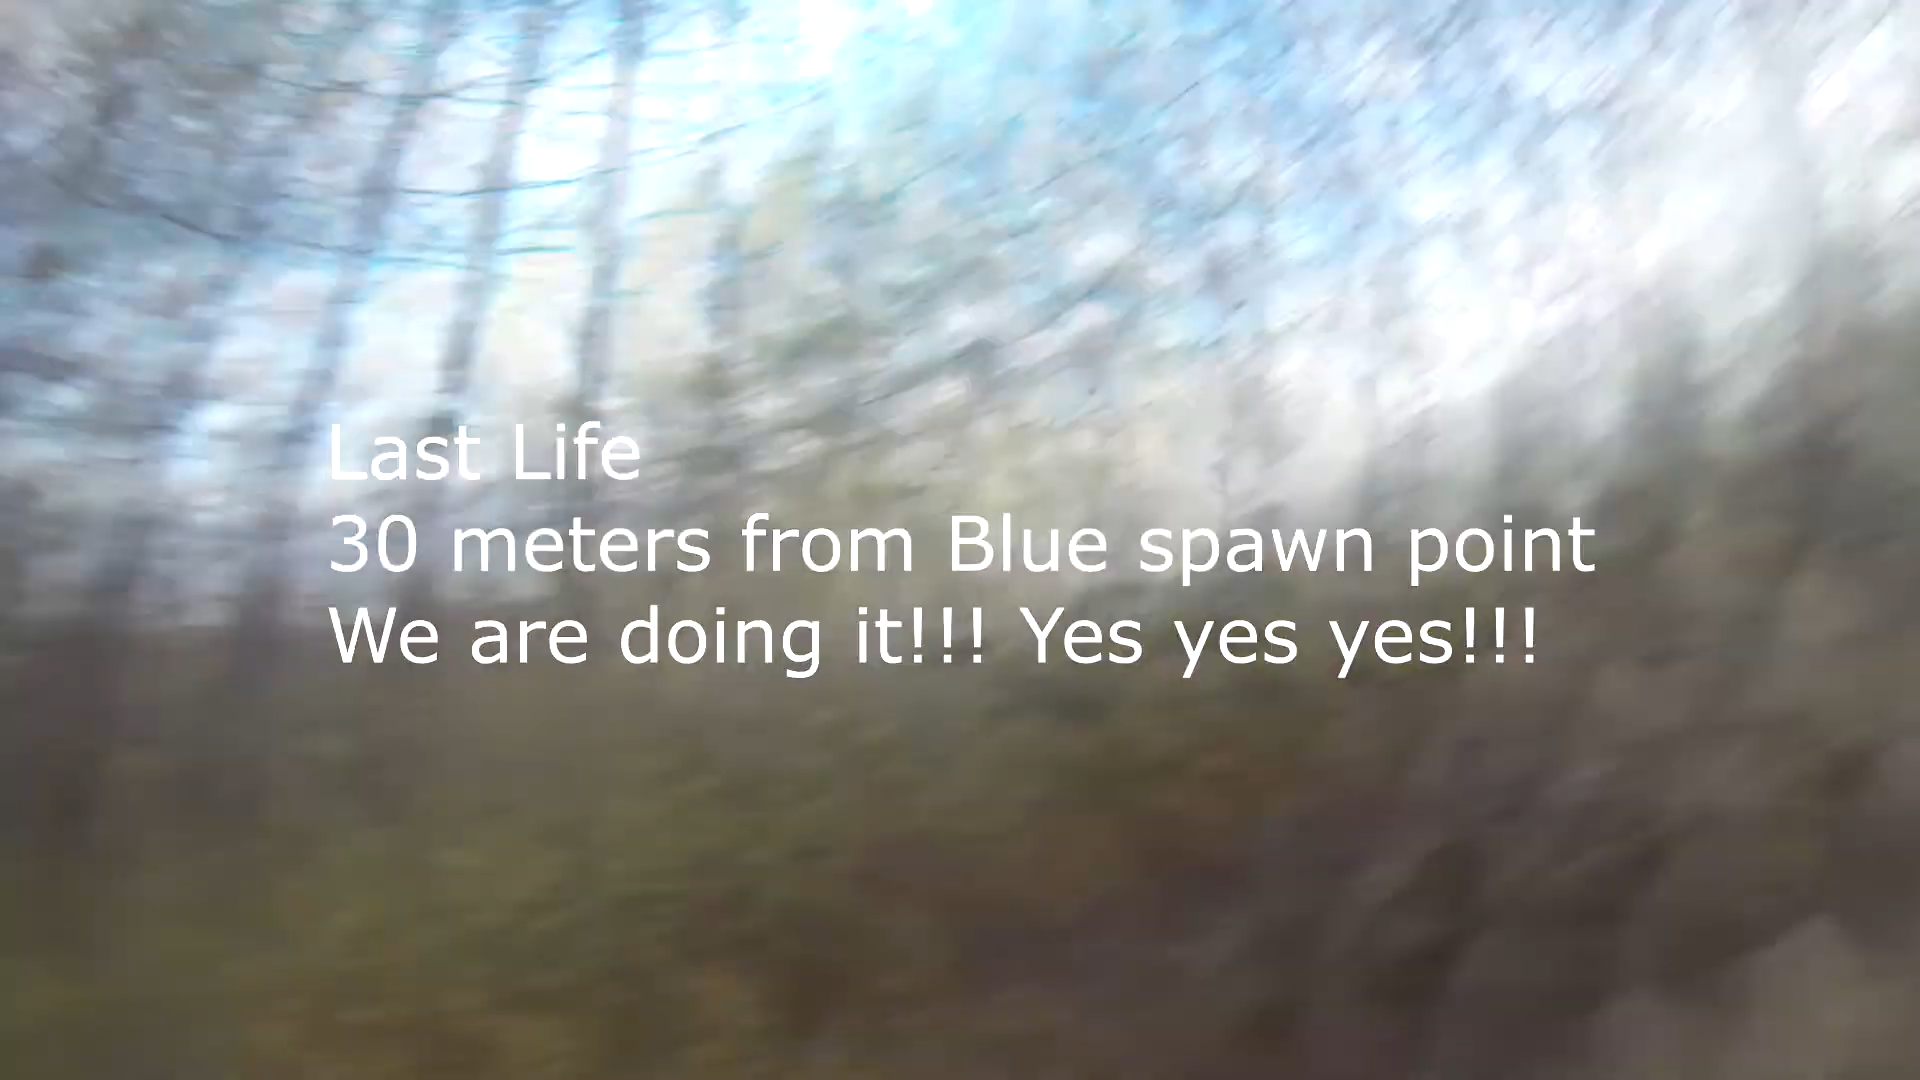 Last Life
30 meters from Blue spawn point
We are doing it!!! Yes yes yes!!!